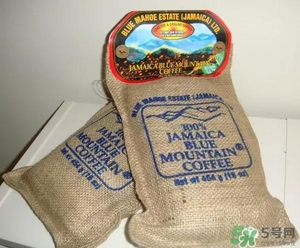 BLUE MAHOE ESTATE (JAMAICA) LTD.
JAMAICA BLUE MOUNTAIN
COFFEE
BLUE MAHOE ESTATE (JAMAICA) LTD
100%
JAMAICA
BLUE
MOUNTAIN®
COFFEE
Net wt 454 g (16 oz)
5号网